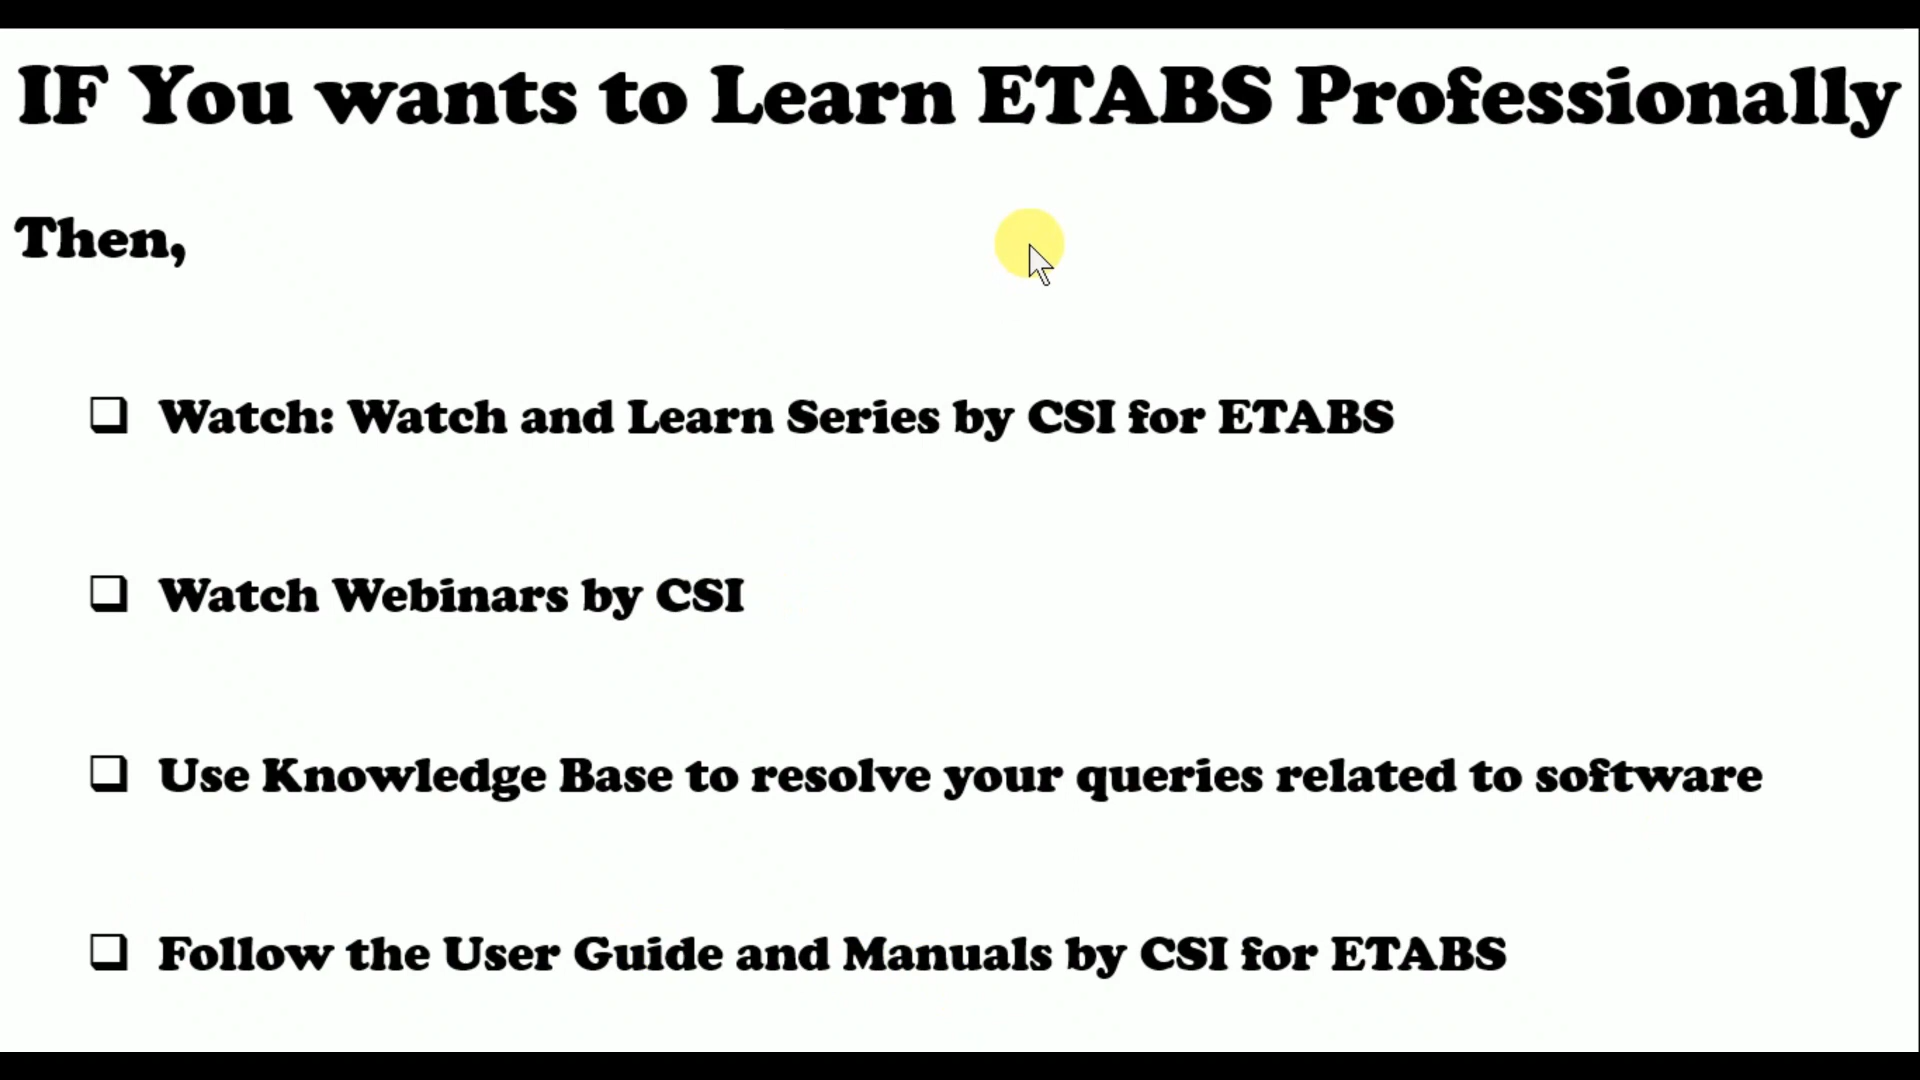 IF You wants to Learn ETABS Professionally
Then,
❑ Watch: Watch and Learn Series by CSI for ETABS
❑ Watch Webinars by CSI
❑ Use Knowledge Base to resolve your queries related to software
❑ Follow the User Guide and Manuals by CSI for ETABS